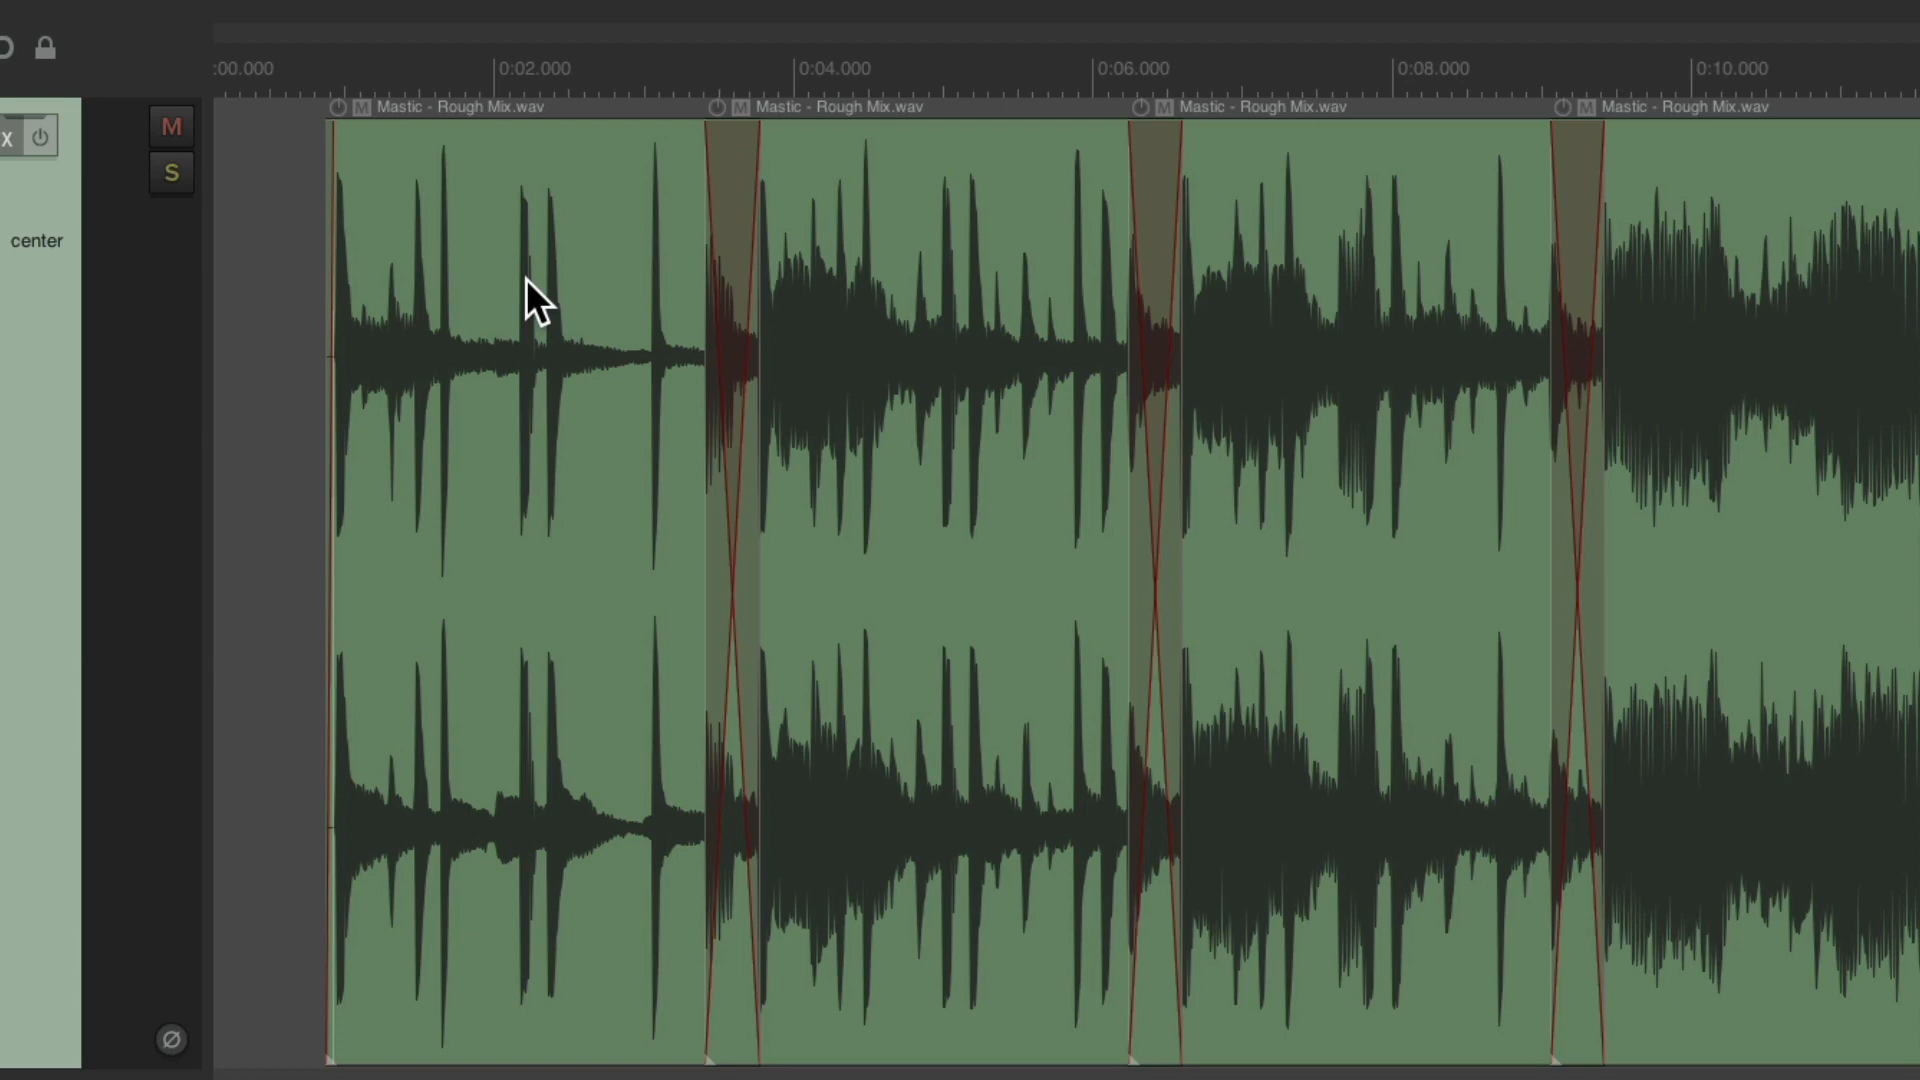 :00.000 0:02.000 0:04.000 0:06.000 0:08.000 0:10.000
M Mastic - Rough Mix.wav M Mastic - Rough Mix.wav M Mastic - Rough Mix.wav M Mastic - Rough Mix.wav
X M
S
center